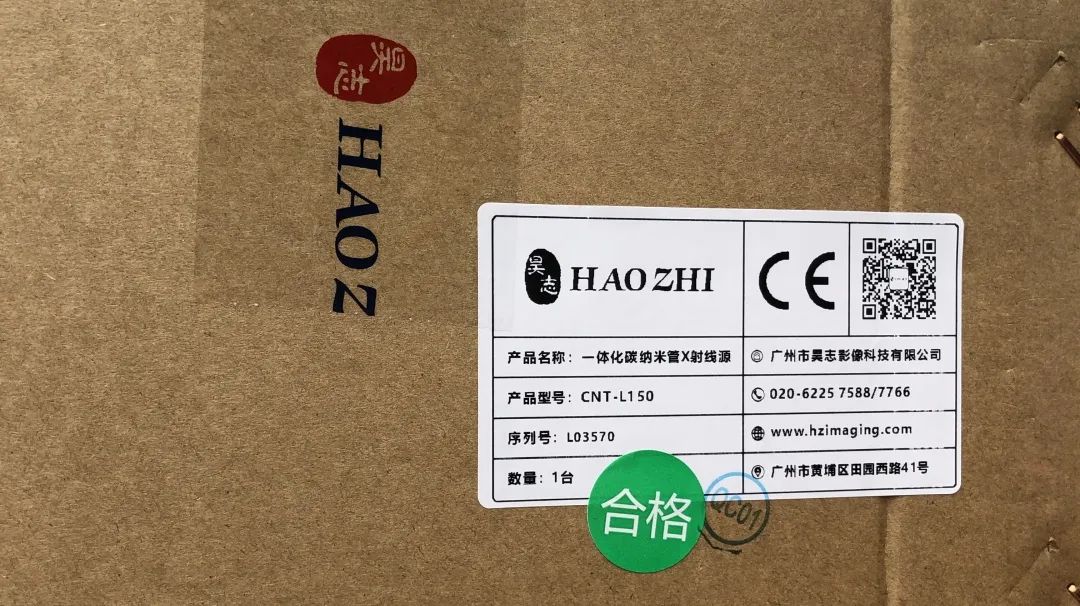 昊志
HAO Z
昊志
HAO ZHI
CE
产品名称：一体化碳纳米管X射线源
广州市昊志影像科技有限公司
产品型号：CNT-L150
020-6225 7588/7766
序列号：L03570
www.hzimaging.com
数量：1台
广州市黄埔区田园西路41号
合格
QC01